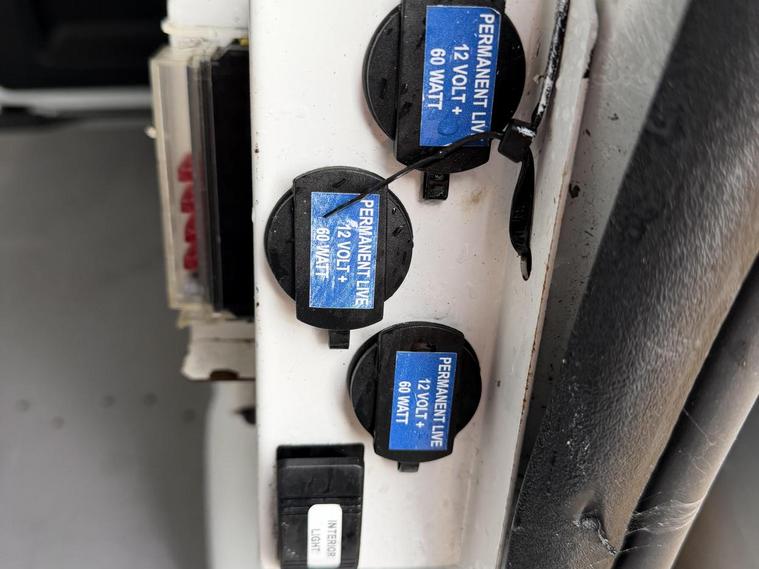 PERMANENT LIVE
12 VOLT +
60 WATT
PERMANENT LIVE
12 VOLT +
60 WATT
PERMANENT LIVE
12 VOLT +
60 WATT
INTERIOR
LIGHT